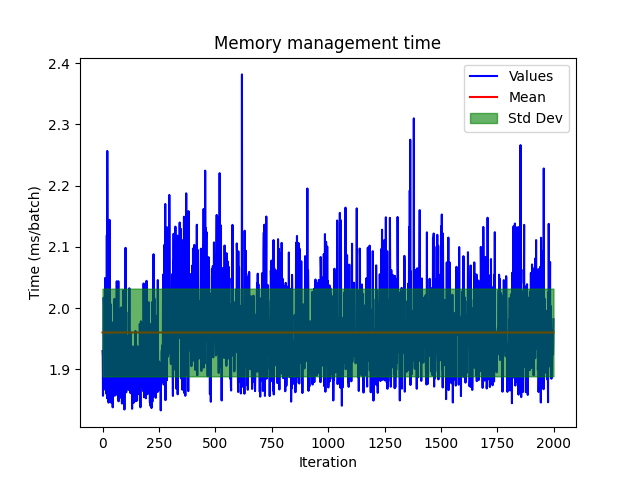 Memory management time
Time (ms/batch)
2.4
2.3
2.2
2.1
2.0
1.9
Values
Mean
Std Dev
0 250 500 750 1000 1250 1500 1750 2000
Iteration